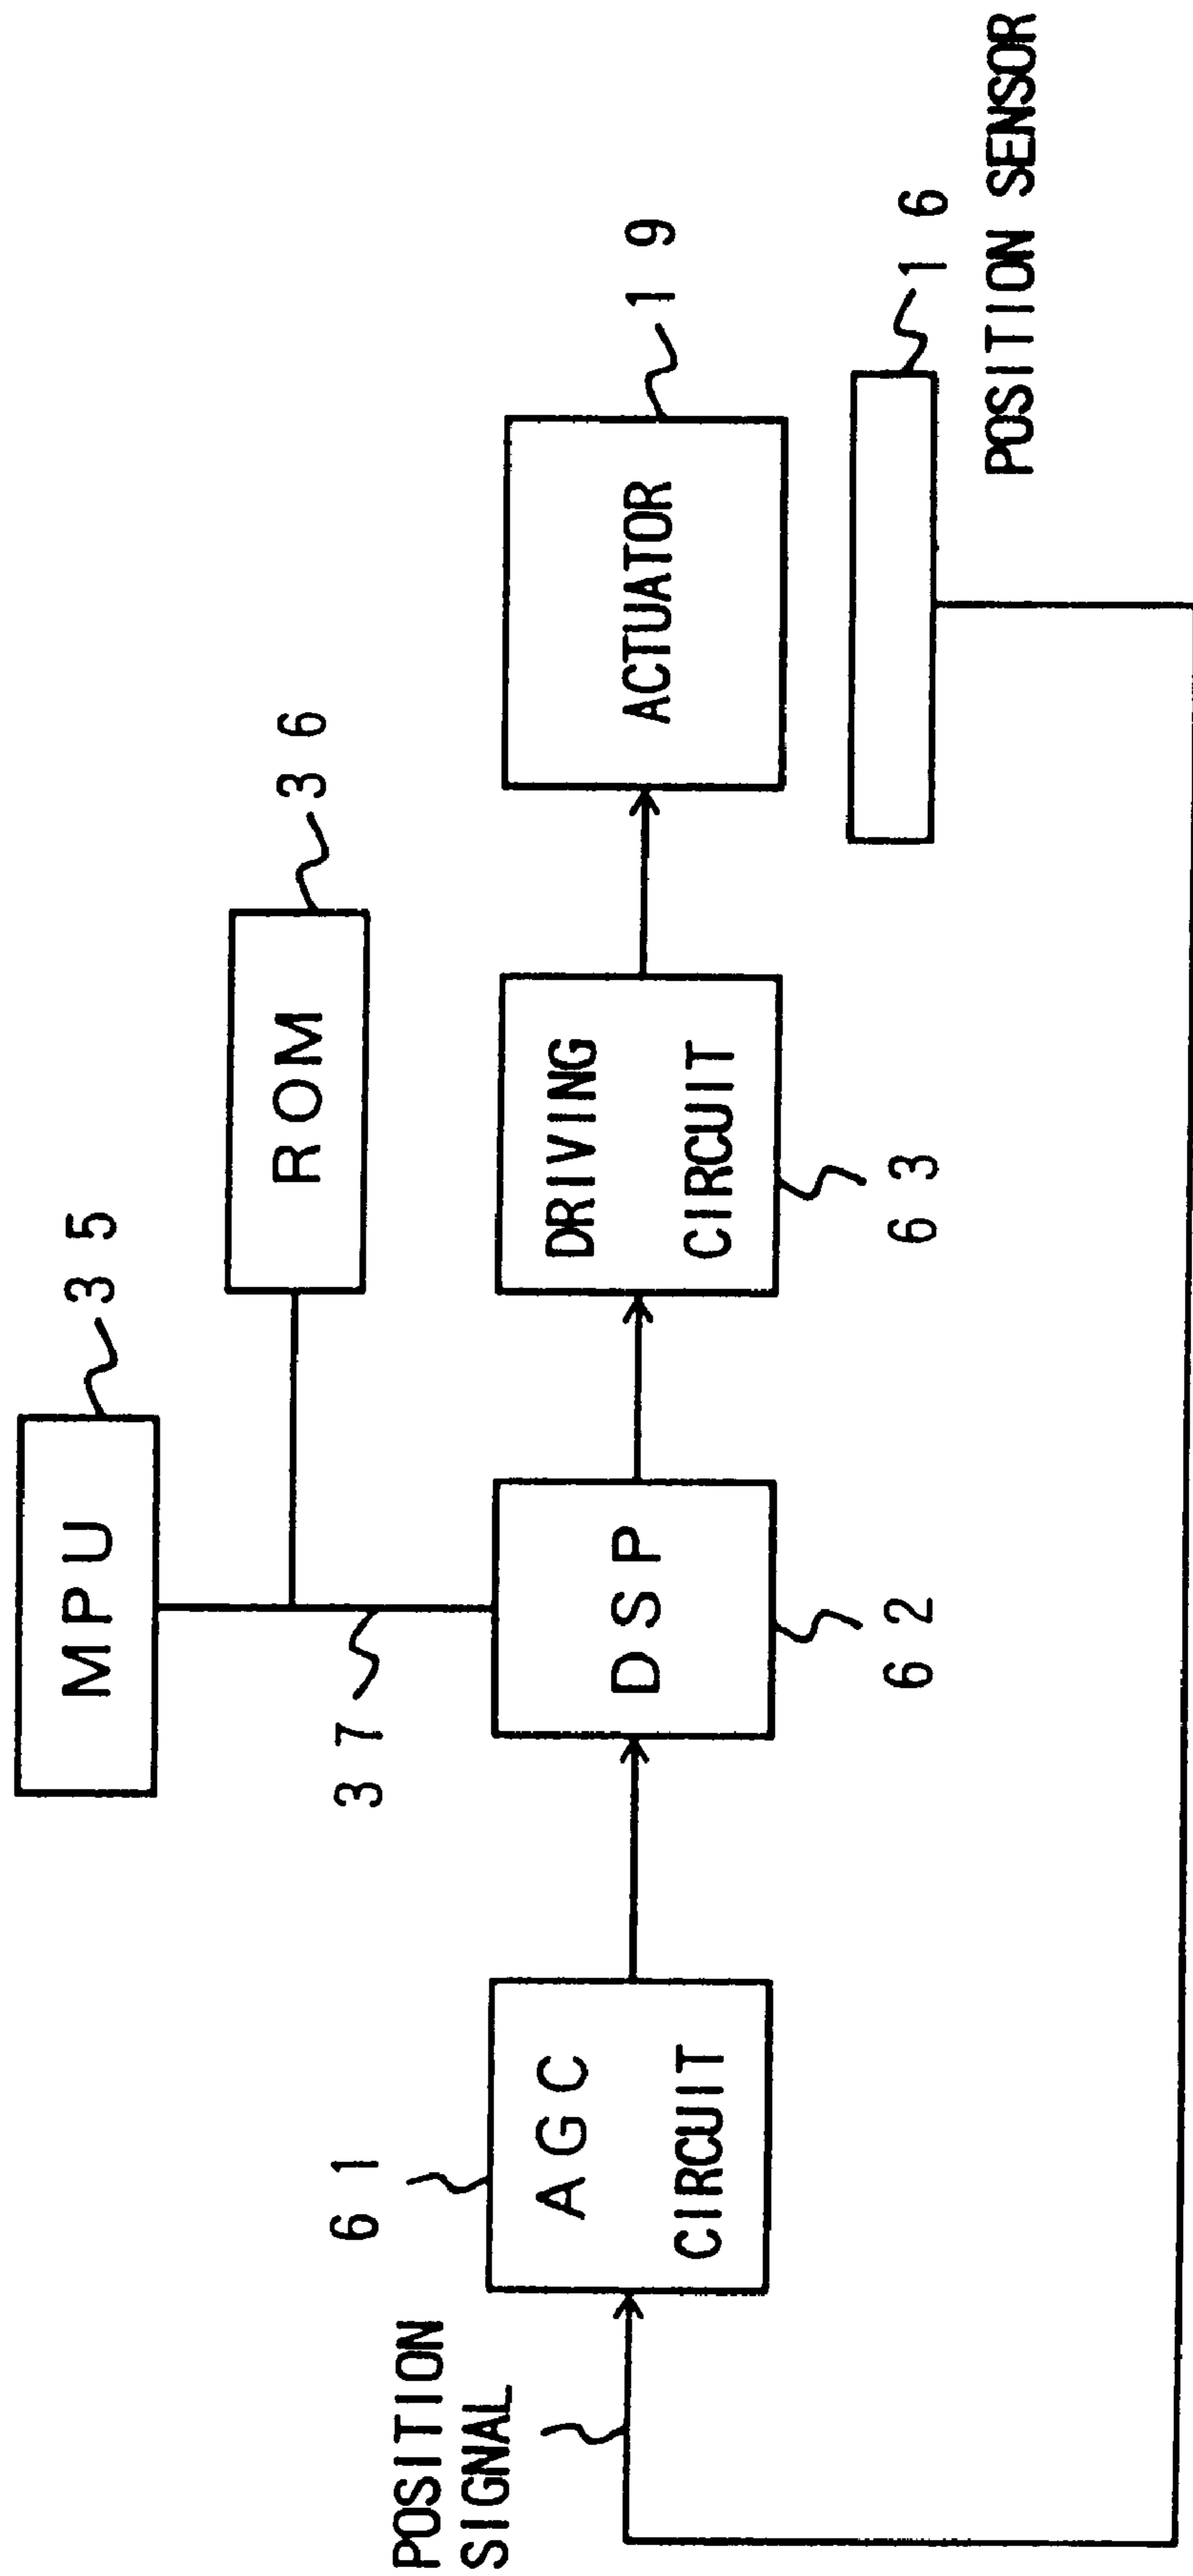 MPU
35
ROM
36
37
61
POSITION
SIGNAL
AGC
CIRCUIT
DSP
62
DRIVING
CIRCUIT
63
ACTUATOR
19
16
POSITION SENSOR